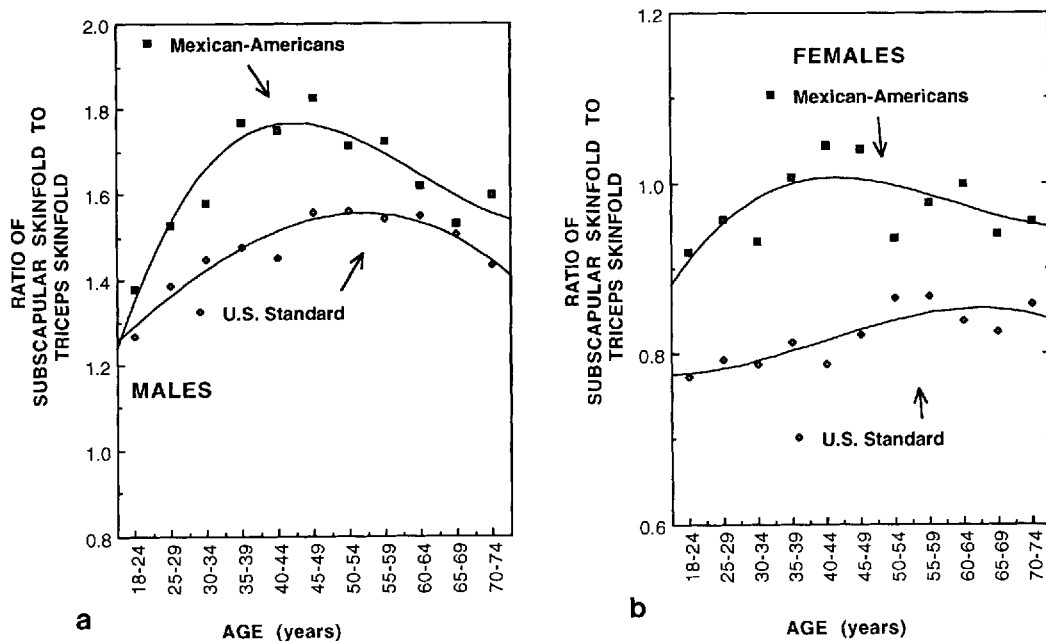 RATIO OF
SUBSCAPULAR SKINFOLD TO
TRICEPS SKINFOLD
2.0
1.8
1.6
1.4
1.2
1.0
0.8
Mexican-Americans
U.S. Standard
MALES
18-24
25-29
30-34
35-39
40-44
45-49
50-54
55-59
60-64
65-69
70-74
a
AGE (years)
RATIO OF
SUBSCAPULAR SKINFOLD TO
TRICEPS SKINFOLD
1.2
1.0
0.8
0.6
FEMALES
Mexican-Americans
U.S. Standard
18-24
25-29
30-34
35-39
40-44
45-49
50-54
55-59
60-64
65-69
70-74
b
AGE (years)